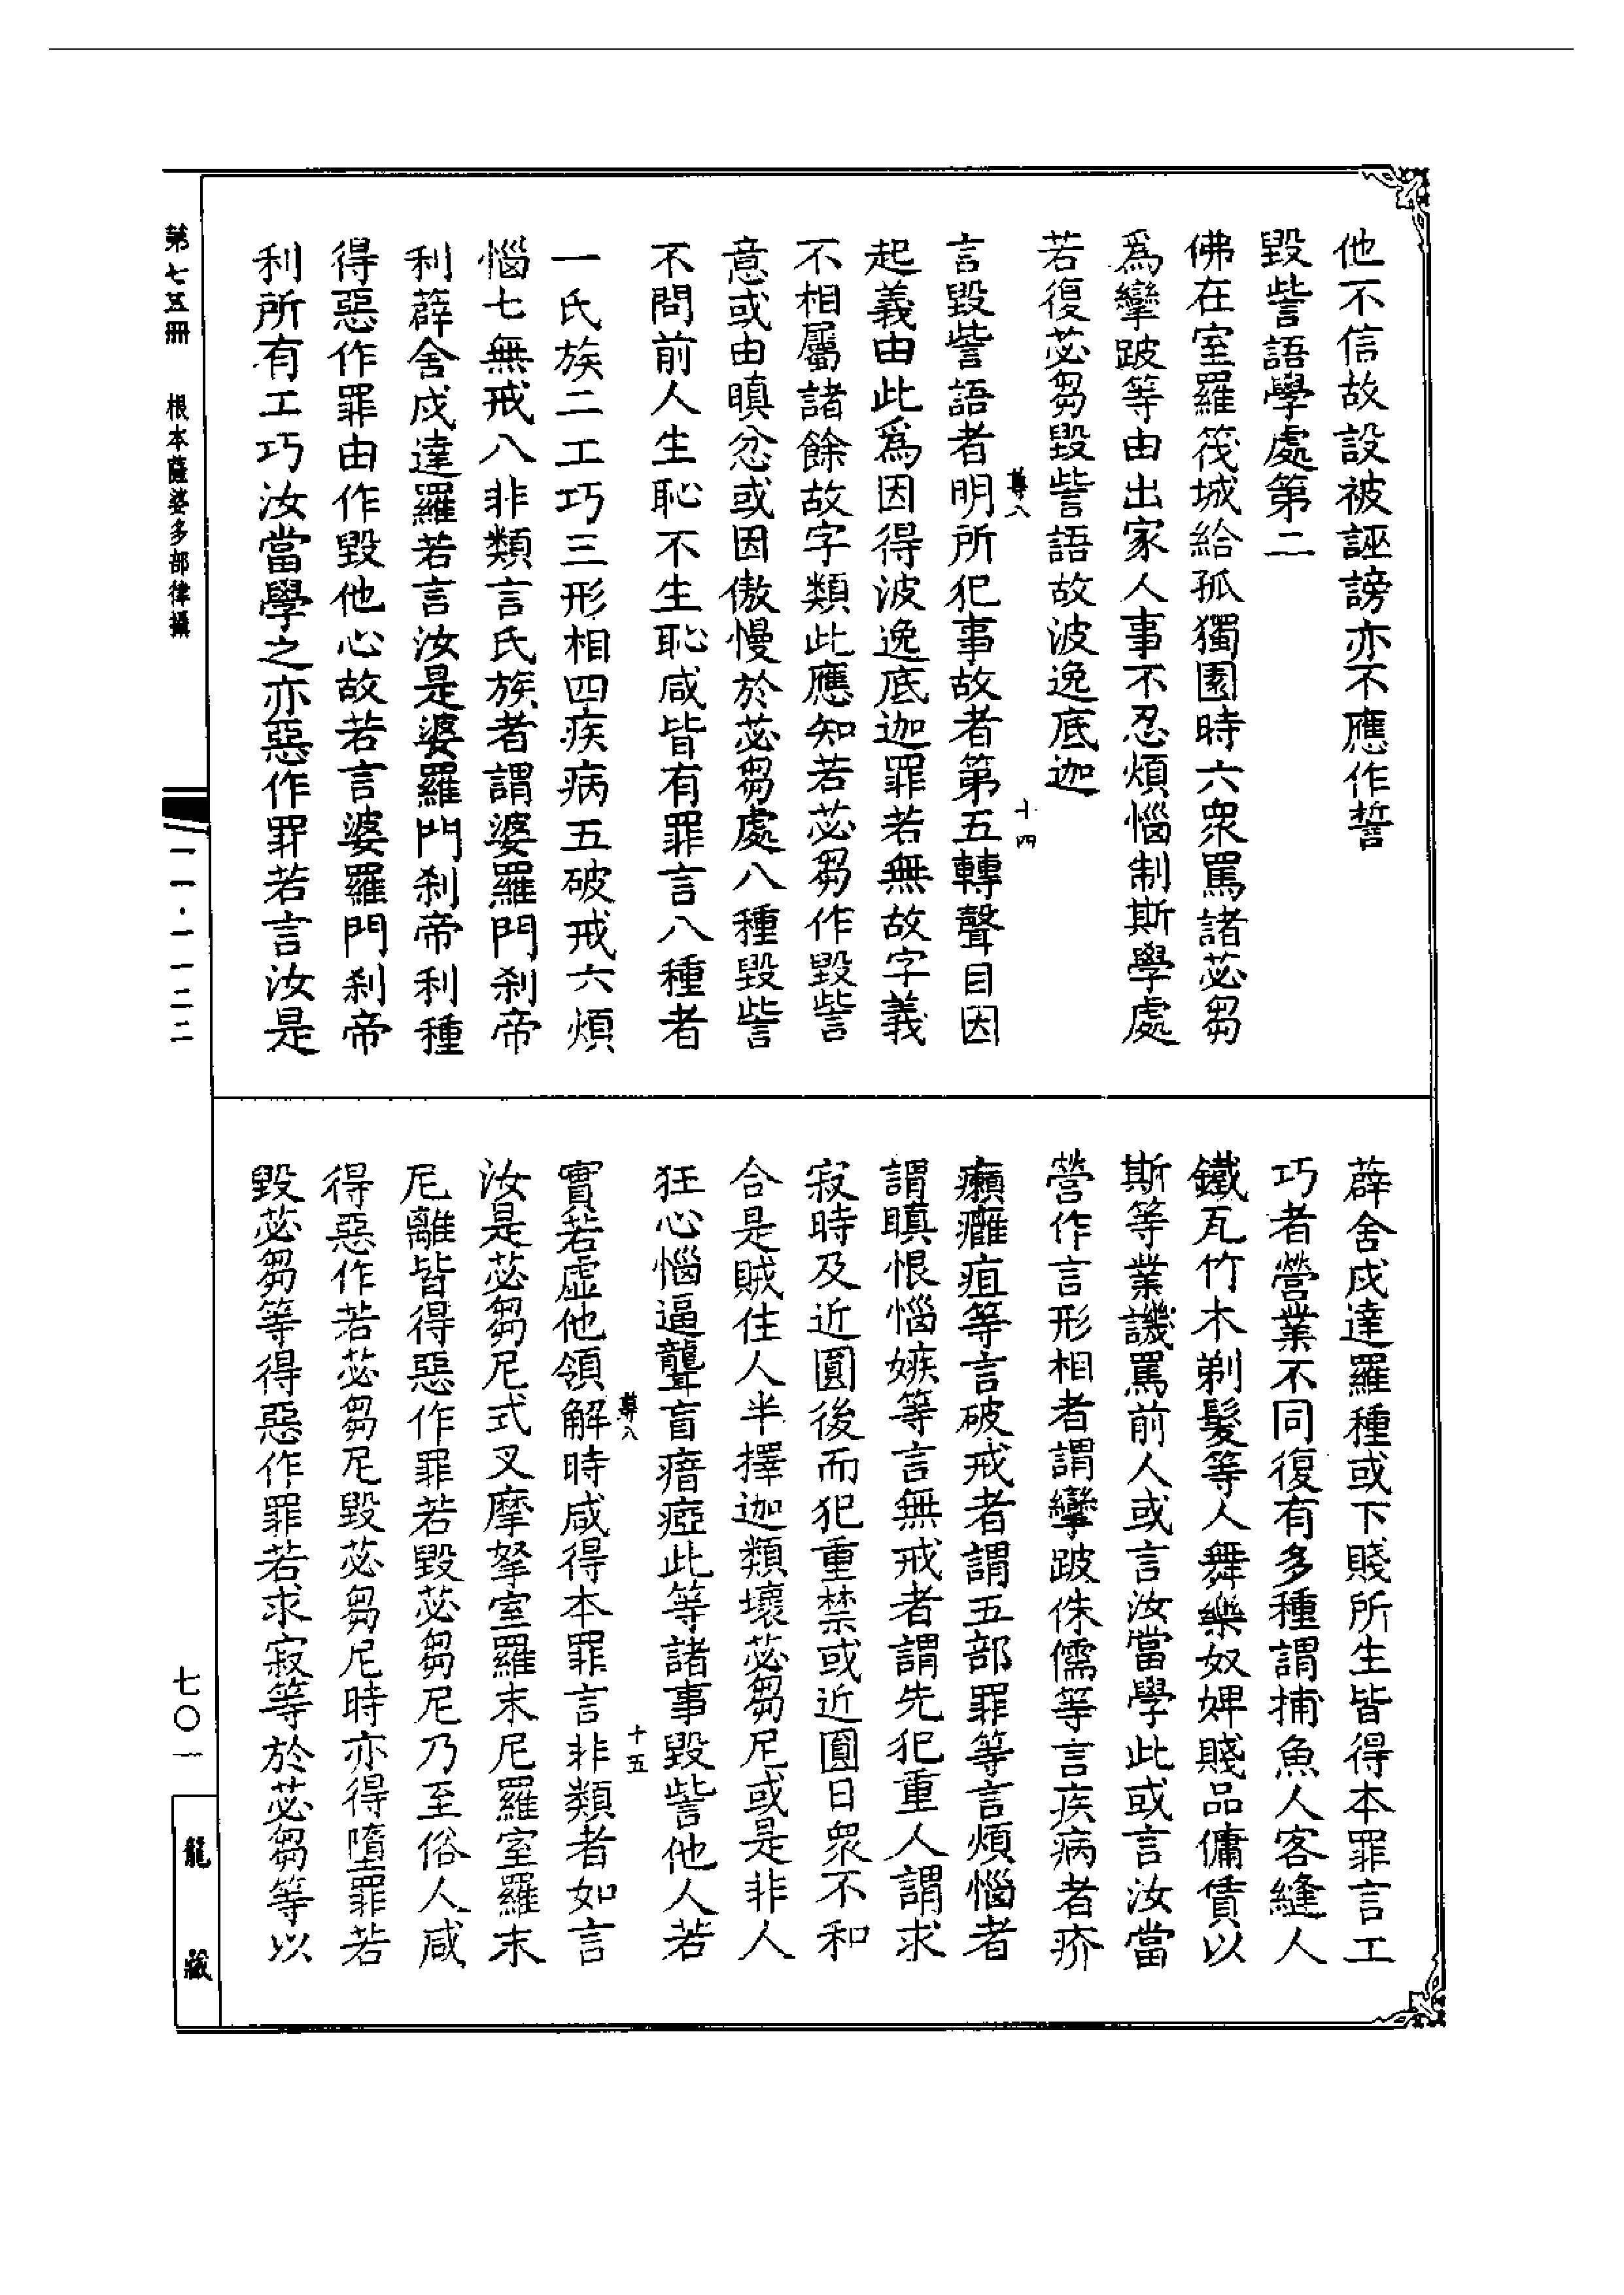 他不信故設被誣謗亦不應作誓
毀訾語學處第二
佛在室羅筏城給孤獨園時六衆罵諸苾芻
爲攣跛等由出家人事不忍煩惱制斯學處
若復苾芻毀訾語故波逸底迦
尊八
十四
言毀訾語者明所犯事故者第五轉聲目因
起義由此爲因得波逸底迦罪若無故字義
不相屬諸餘故字類此應知若苾芻作毀訾
意或由瞋忿或因傲慢於苾芻處八種毀訾
不問前人生恥不生恥咸皆有罪言八種者
一氏族二工巧三形相四疾病五破戒六煩
惱七無戒八非類言氏族者謂婆羅門剎帝
利薜舍戍達羅若言汝是婆羅門剎帝利種
得惡作罪由作毀他心故若言婆羅門剎帝
利所有工巧汝當學之亦惡作罪若言汝是
薜舍戍達羅種或下賤所生皆得本罪言工
巧者營業不同復有多種謂捕魚人客縫人
鐵瓦竹木剃髮等人舞樂奴婢賤品傭賃以
斯等業譏罵前人或言汝當學此或言汝當
營作言形相者謂攣跛侏儒等言疾病者疥
癩癰疽等言破戒者謂五部罪等言煩惱者
謂瞋恨惱嫉等言無戒者謂先犯重人謂求
寂時及近圓後而犯重禁或近圓日衆不和
合是賊住人半擇迦類壞苾芻尼或是非人
狂心惱逼聾盲瘖瘂此等諸事毀訾他人若
尊八
十五
實若虛他領解時咸得本罪言非類者如言
汝是苾芻尼式叉摩拏室羅末尼羅室羅末
尼離皆得惡作罪若毀苾芻尼乃至俗人咸
得惡作若苾芻尼毀苾芻尼時亦得墮罪若
毀苾芻等得惡作罪若求寂等於苾芻等以
第七五冊 根本薩婆多部律攝
一一·一一二二
七〇一
龍藏